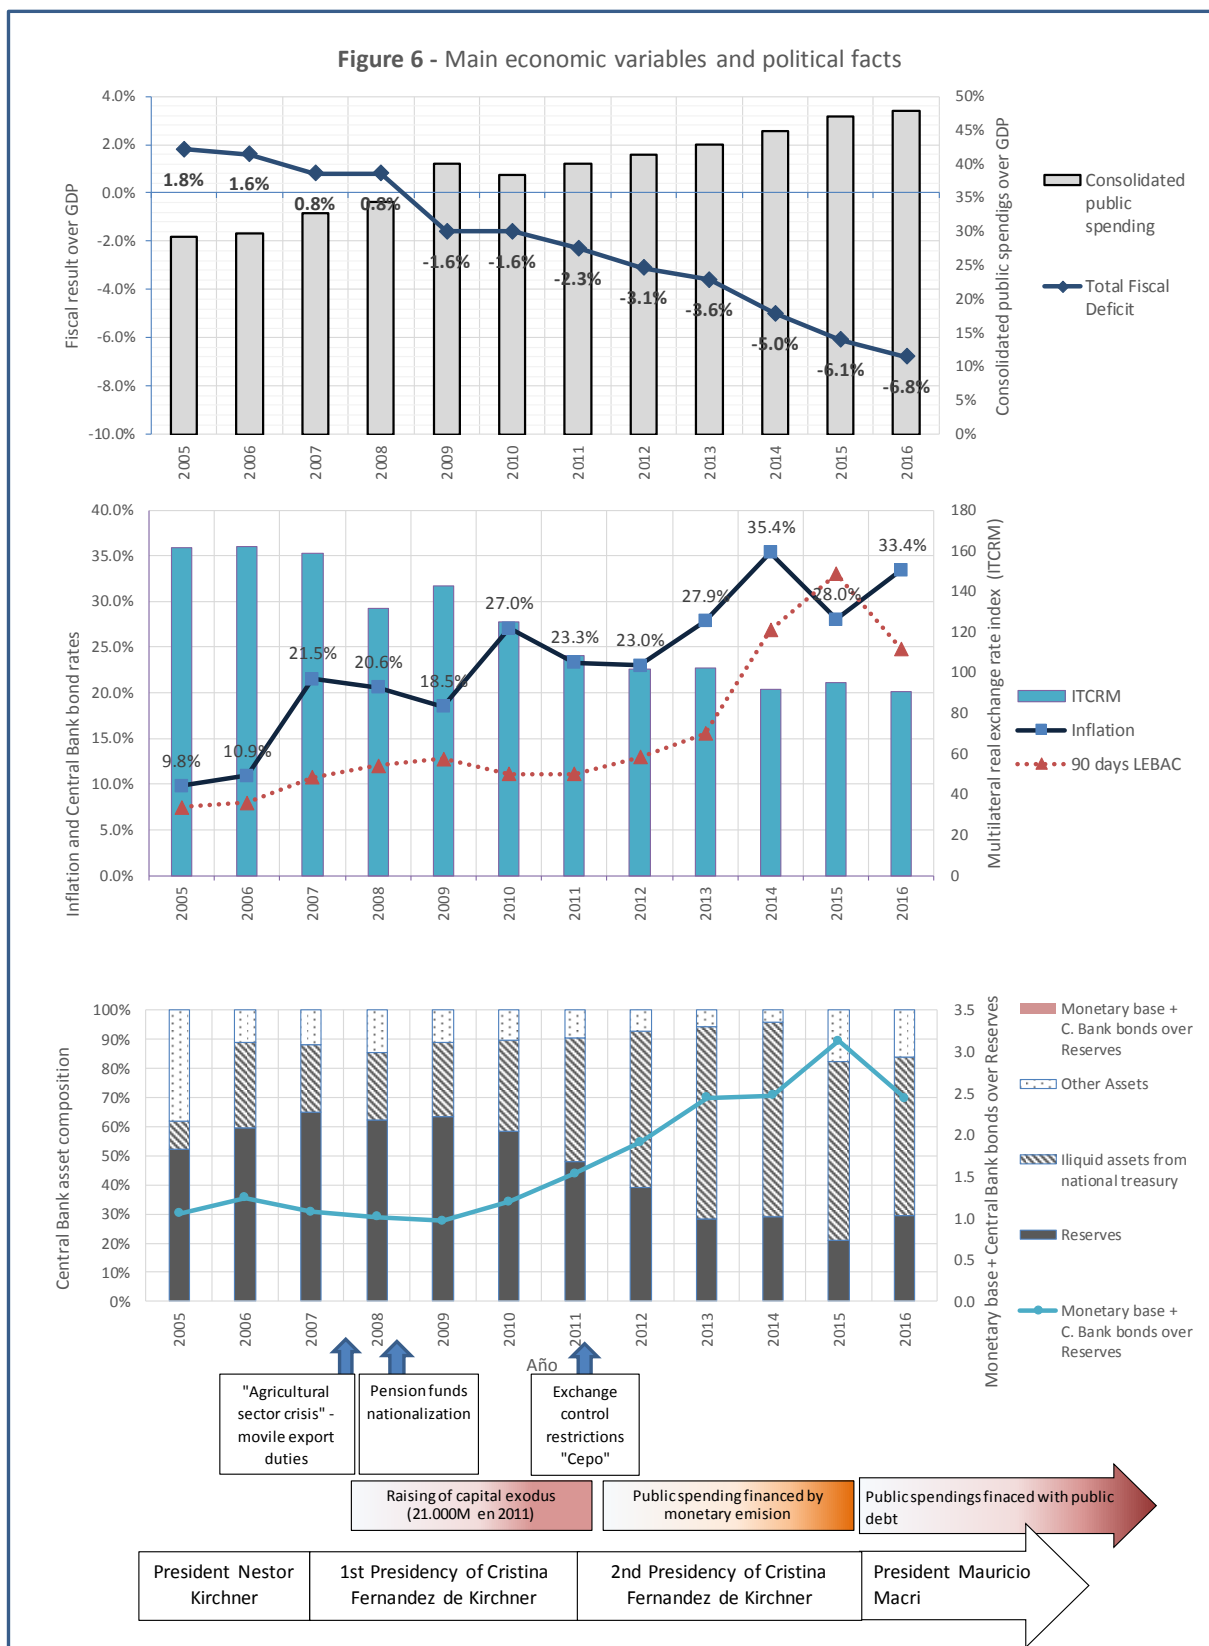 Figure 6 - Main economic variables and political facts
Fiscal result over GDP
4.0%
2.0%
0.0%
-2.0%
-4.0%
-6.0%
-8.0%
-10.0%
1.8%
1.6%
0.8%
0.8%
-1.6%
-1.6%
-2.3%
-3.1%
-3.6%
-5.0%
-6.1%
-6.8%
50%
45%
40%
35%
30%
25%
20%
15%
10%
5%
0%
Consolidated public spendigs over GDP
2005
2006
2007
2008
2009
2010
2011
2012
2013
2014
2015
2016
Consolidated
public
spending
Total Fiscal
Deficit
Inflation and Central Bank bond rates
40.0%
35.0%
30.0%
25.0%
20.0%
15.0%
10.0%
5.0%
0.0%
9.8%
10.9%
21.5%
20.6%
18.5%
27.0%
23.3%
23.0%
27.9%
35.4%
28.0%
33.4%
180
160
140
120
100
80
60
40
20
0
Multilateral real exchange rate index (ITCRM)
2005
2006
2007
2008
2009
2010
2011
2012
2013
2014
2015
2016
ITCRM
Inflation
90 days LEBAC
Central Bank asset composition
100%
90%
80%
70%
60%
50%
40%
30%
20%
10%
0%
3.5
3.0
2.5
2.0
1.5
1.0
0.5
0.0
Monetary base + Central Bank bonds over Reserves
2005
2006
2007
2008
2009
2010
2011
2012
2013
2014
2015
2016
Año
Monetary base +
C. Bank bonds over
Reserves
Other Assets
Iliquid assets from
national treasury
Reserves
Monetary base +
C. Bank bonds over
Reserves
"Agricultural
sector crisis" -
movile export
duties
Pension funds
nationalization
Exchange
control
restrictions
"Cepo"
Raising of capital exodus
(21.000M en 2011)
Public spending financed by
monetary emision
Public spendings finaced with public
debt
President Nestor
Kirchner
1st Presidency of Cristina
Fernandez de Kirchner
2nd Presidency of Cristina
Fernandez de Kirchner
President Mauricio
Macri